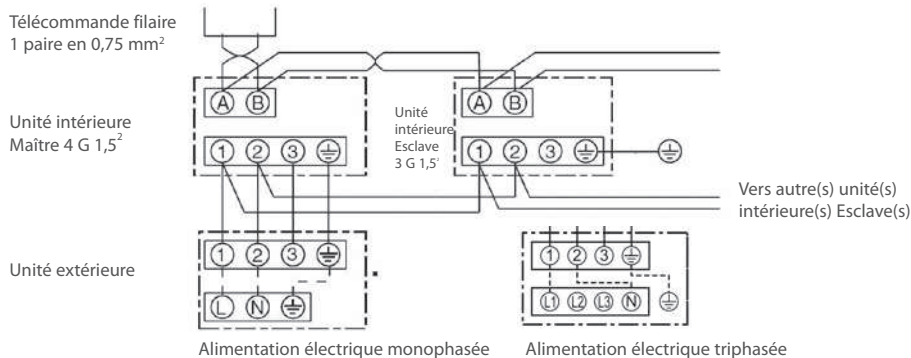 Télécommande filaire
1 paire en 0,75 mm²
A B
A B
Unité intérieure
Maître 4 G 1,5²
Unité
intérieure
Esclave
3 G 1,5²
1 2 3
1 2 3
Vers autre(s) unité(s)
intérieure(s) Esclave(s)
Unité extérieure
1 2 3
L N
1 2 3
L1 L2 L3 N
Alimentation électrique monophasée
Alimentation électrique triphasée